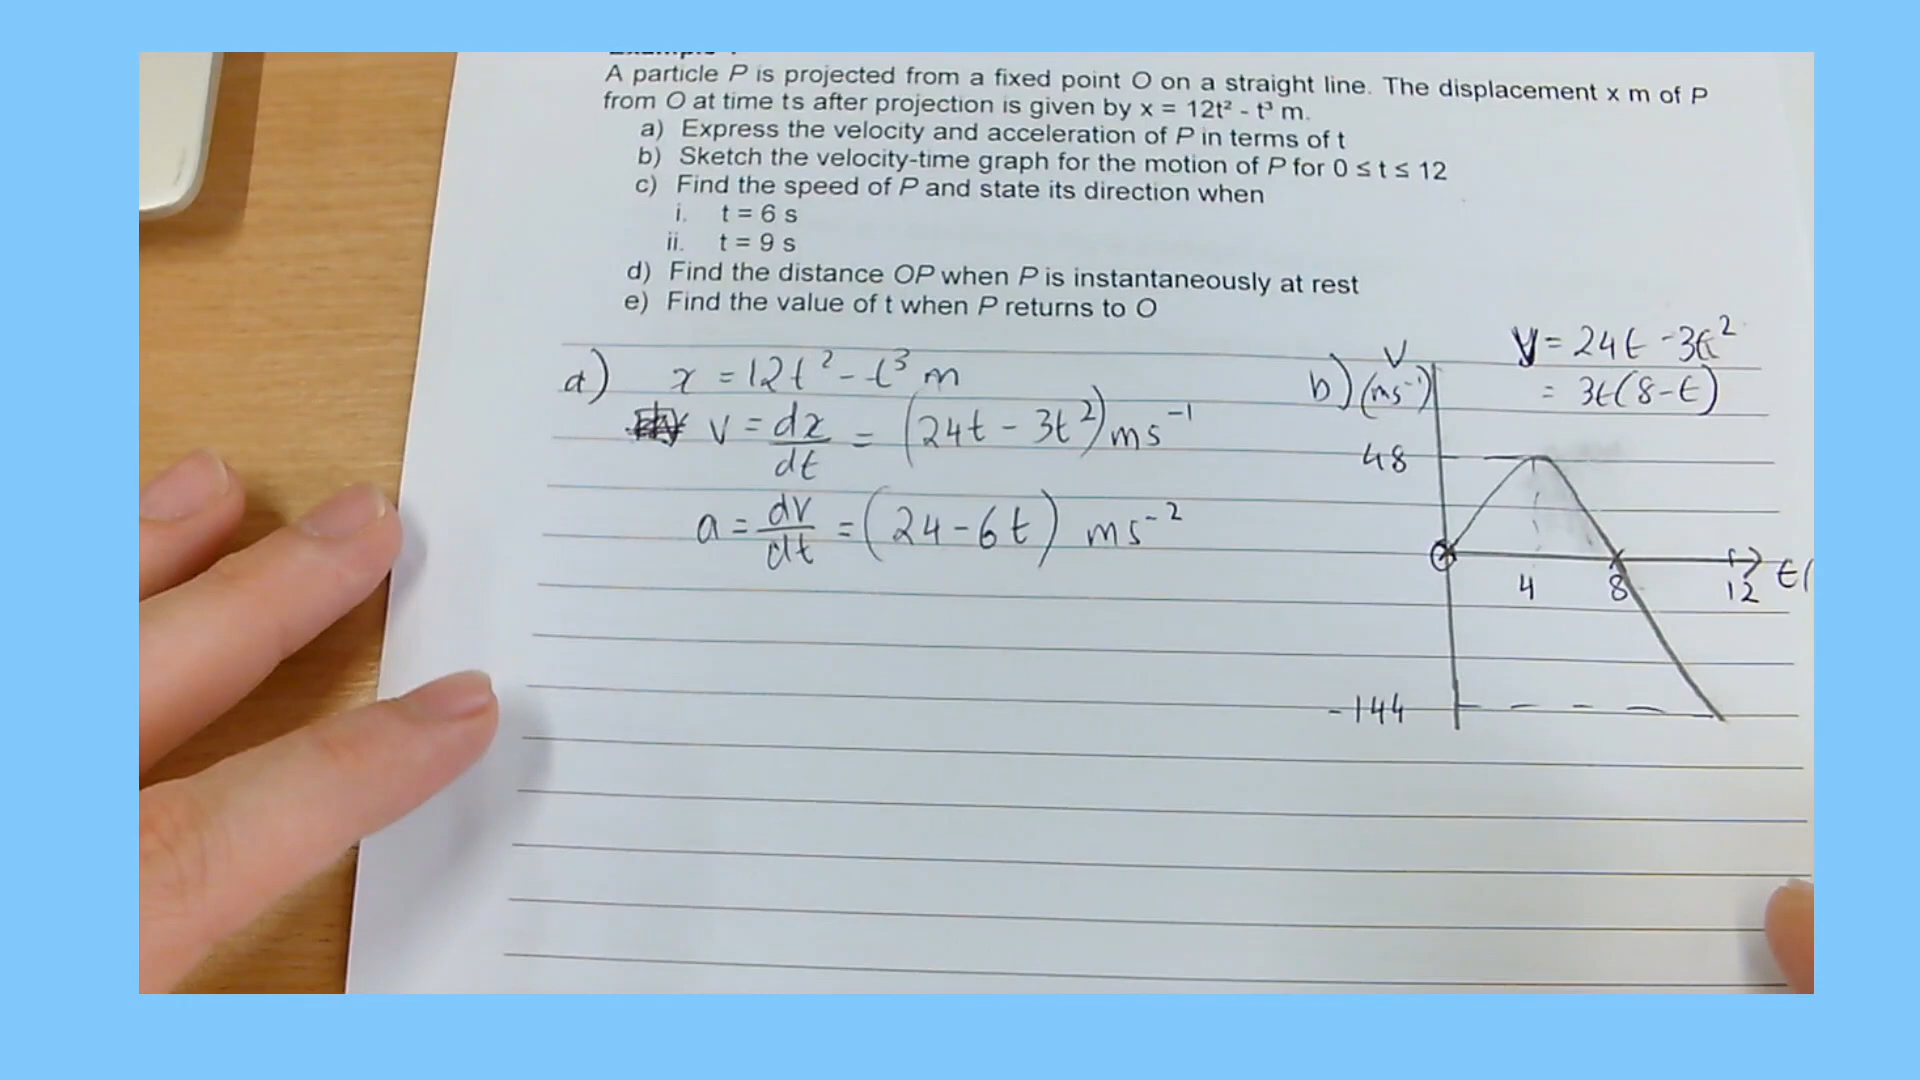 A particle P is projected from a fixed point O on a straight line. The displacement x m of P
from O at time ts after projection is given by x = 12t² - t³ m.
a) Express the velocity and acceleration of P in terms of t
b) Sketch the velocity-time graph for the motion of P for 0 ≤ t ≤ 12
c) Find the speed of P and state its direction when
i. t = 6 s
ii. t = 9 s
d) Find the distance OP when P is instantaneously at rest
e) Find the value of t when P returns to O
a) x = 12t² - t³ m
v = dx/dt = (24t - 3t²) ms⁻¹
a = dv/dt = (24 - 6t) ms⁻²
b) v (ms⁻¹)
V = 24t - 3t²
= 3t(8 - t)
48
4 8 12 t(
-144